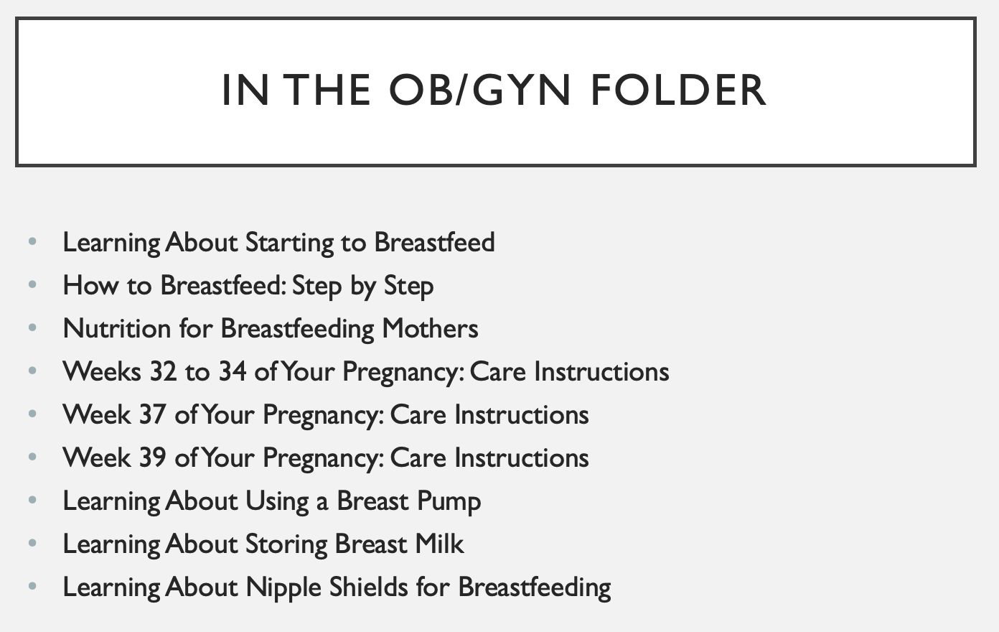 IN THE OB/GYN FOLDER
• Learning About Starting to Breastfeed
• How to Breastfeed: Step by Step
• Nutrition for Breastfeeding Mothers
• Weeks 32 to 34 of Your Pregnancy: Care Instructions
• Week 37 of Your Pregnancy: Care Instructions
• Week 39 of Your Pregnancy: Care Instructions
• Learning About Using a Breast Pump
• Learning About Storing Breast Milk
• Learning About Nipple Shields for Breastfeeding